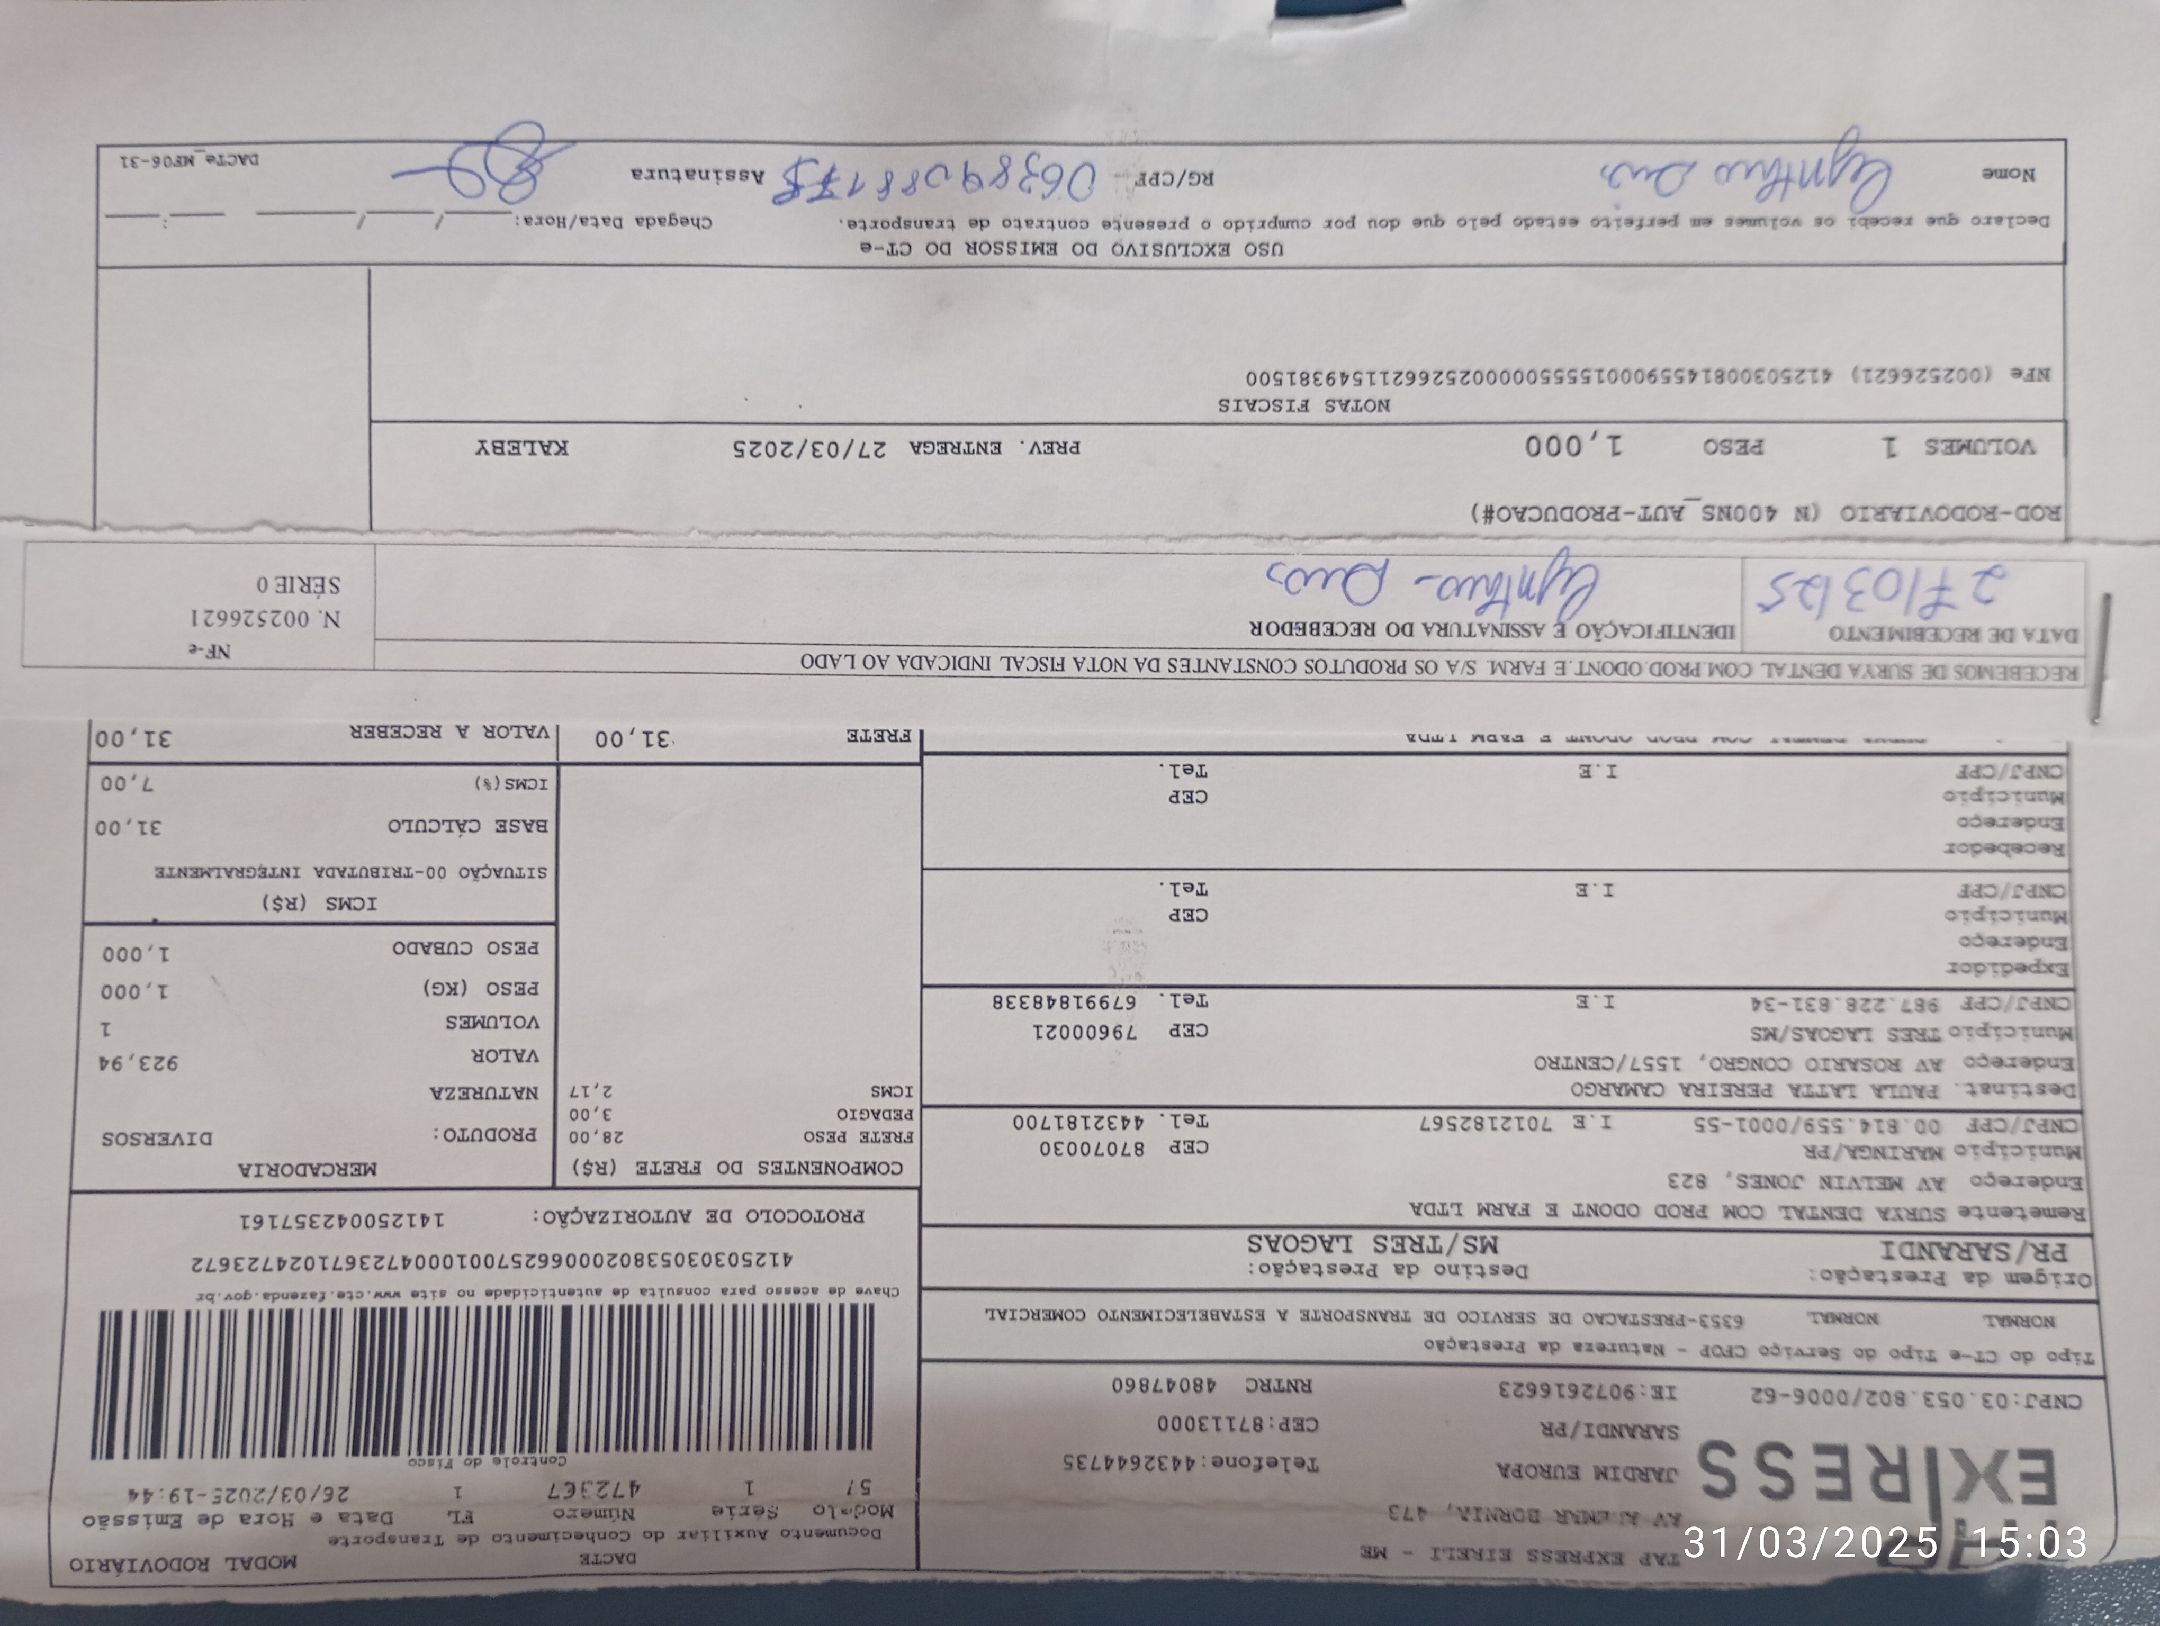 DACTE
MODAL RODOVIÁRIO
TAP EXPRESS EIRELI - ME
Documento Auxiliar do Conhecimento de Transporte
EXPRESS
AV ADEMAR BORNIA, 473
Modelo Série Número FL Data e Hora de Emissão
57 1 472367 1 26/03/2025-19:44
JARDIM EUROPA Telefone:4432644735
Controle do Fisco
SARANDI/PR CEP:87113000
CNPJ:03.053.802/0006-62 IE:9072616623 RNTRC 48047860
Tipo do CT-e Tipo do Serviço CFOP - Natureza da Prestação
NORMAL NORMAL 6353-PRESTACAO DE SERVICO DE TRANSPORTE A ESTABELECIMENTO COMERCIAL
Chave de acesso para consulta de autenticidade no site www.cte.fazenda.gov.br
41250303053802000662570010004723671024723672
Origem da Prestação: Destino da Prestação:
PR/SARANDI MS/TRES LAGOAS
PROTOCOLO DE AUTORIZAÇÃO: 141250042357161
Remetente SURYA DENTAL COM PROD ODONT E FARM LTDA
Endereço AV MELVIN JONES, 823
Município MARINGA/PR CEP 87070030
CNPJ/CPF 00.814.559/0001-55 I.E 7012182567 Tel. 4432181700
Destinat. PAULA LATTA PEREIRA CAMARGO
Endereço AV ROSARIO CONGRO, 1557/CENTRO
Município TRES LAGOAS/MS CEP 79600021
CNPJ/CPF 987.228.831-34 I.E Tel. 67991848338
Expedidor
Endereço
Município CEP
CNPJ/CPF I.E Tel.
Recebedor
Endereço
Município CEP
CNPJ/CPF I.E Tel.
COMPONENTES DO FRETE (R$)
FRETE PESO 28,00
PEDAGIO 3,00
ICMS 2,17
FRETE 31,00
MERCADORIA
PRODUTO: DIVERSOS
NATUREZA
VALOR 923,94
VOLUMES 1
PESO (KG) 1,000
PESO CUBADO 1,000
ICMS (R$)
SITUAÇÃO 00-TRIBUTADA INTEGRALMENTE
BASE CÁLCULO 31,00
ICMS(%) 7,00
VALOR A RECEBER 31,00
RECEBEMOS DE SURYA DENTAL COM.PROD.ODONT.E FARM. S/A OS PRODUTOS CONSTANTES DA NOTA FISCAL INDICADA AO LADO
NF-e
N. 002526621
SÉRIE 0
DATA DE RECEBIMENTO IDENTIFICAÇÃO E ASSINATURA DO RECEBEDOR
27/03/25
ROD-RODOVIARIO (N 400NS_AUT-PRODUCAO#)
VOLUMES 1 PESO 1,000 PREV. ENTREGA 27/03/2025 KALEBY
NOTAS FISCAIS
NFe (002526621) 41250300814559000155550000025266211549381500
USO EXCLUSIVO DO EMISSOR DO CT-e
Declaro que recebi os volumes em perfeito estado pelo que dou por cumprido o presente contrato de transporte. Chegada Data/Hora: / / :
Nome RG/CPF Assinatura
DACTe_MF06-31
31/03/2025 15:03